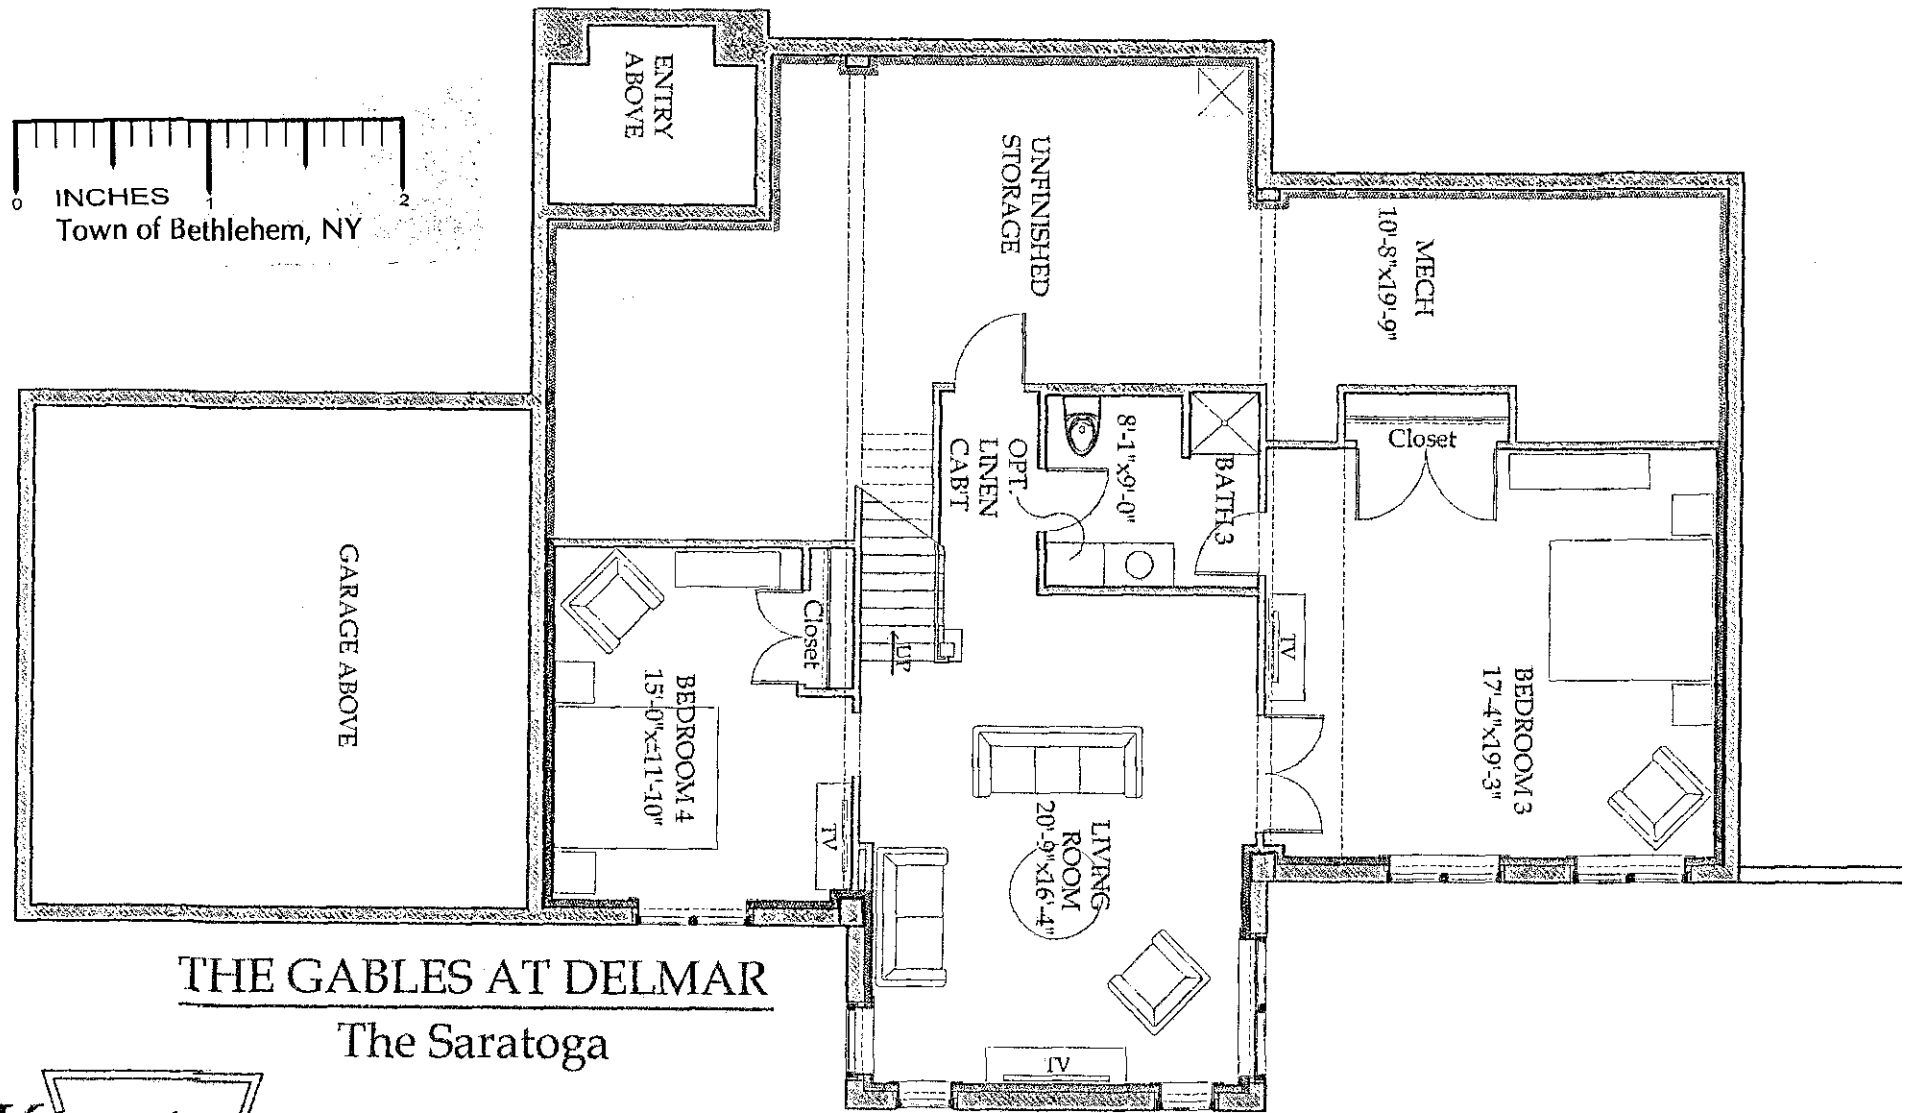 ENTRY
ABOVE
0 INCHES 1 2
Town of Bethlehem, NY
UNFINISHED
STORAGE
MECH
10'-8"x19'-9"
Closet
8'-1"x9'-0"
BATH 3
OPT.
LINEN
CAB'T
GARAGE ABOVE
Closet
UP
TV
BEDROOM 4
15'-0"x±11'-10"
TV
BEDROOM 3
17'-4"x19'-3"
LIVING
ROOM
20'-9"x16'-4"
TV
THE GABLES AT DELMAR
The Saratoga